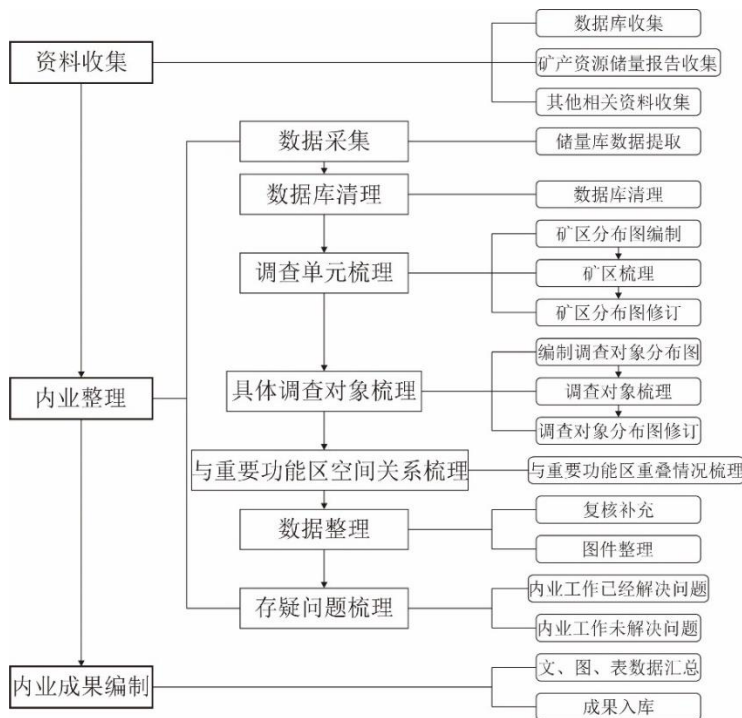 数据库收集
资料收集
矿产资源储量报告收集
其他相关资料收集
数据采集
储量库数据提取
数据库清理
数据库清理
矿区分布图编制
调查单元梳理
矿区梳理
矿区分布图修订
编制调查对象分布图
内业整理
具体调查对象梳理
调查对象梳理
调查对象分布图修订
与重要功能区空间关系梳理
与重要功能区重叠情况梳理
复核补充
数据整理
图件整理
内业工作已经解决问题
存疑问题梳理
内业工作未解决问题
文、图、表数据汇总
内业成果编制
成果入库